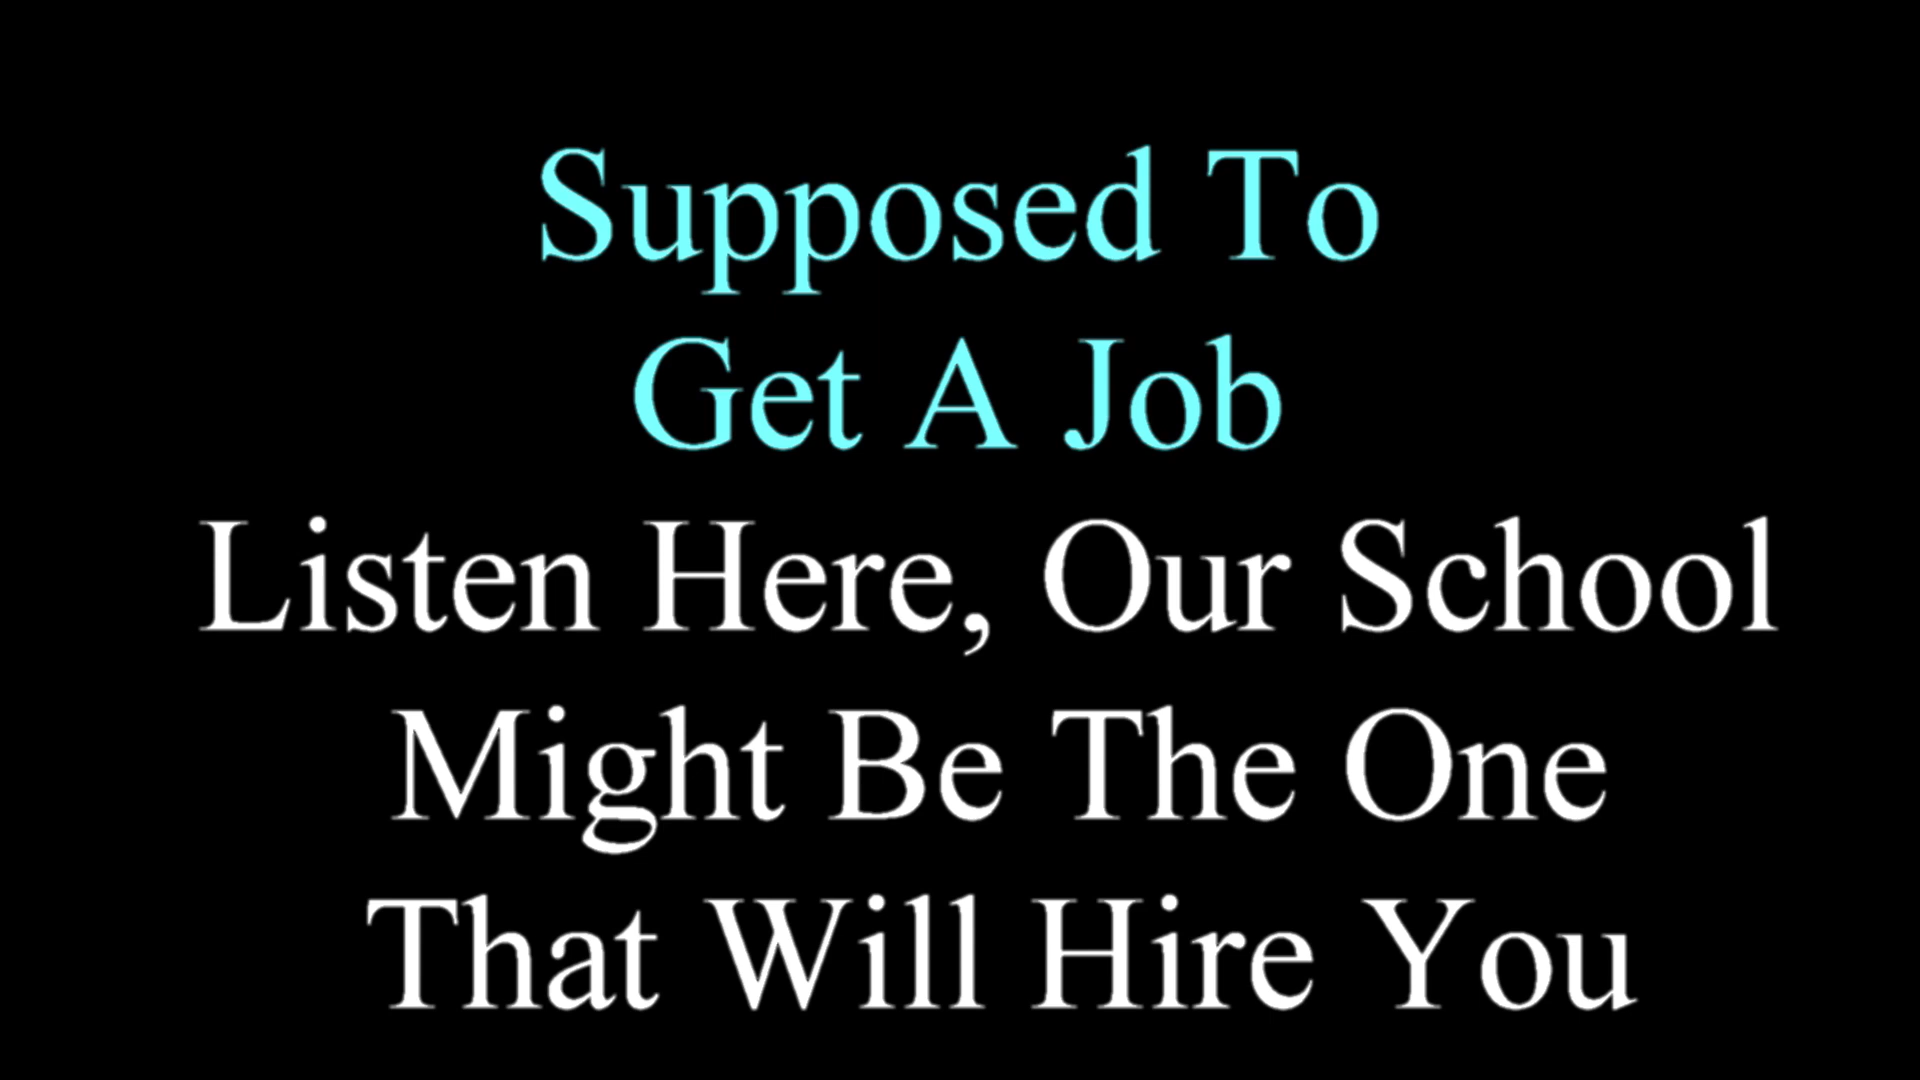 Supposed To
Get A Job
Listen Here, Our School
Might Be The One
That Will Hire You